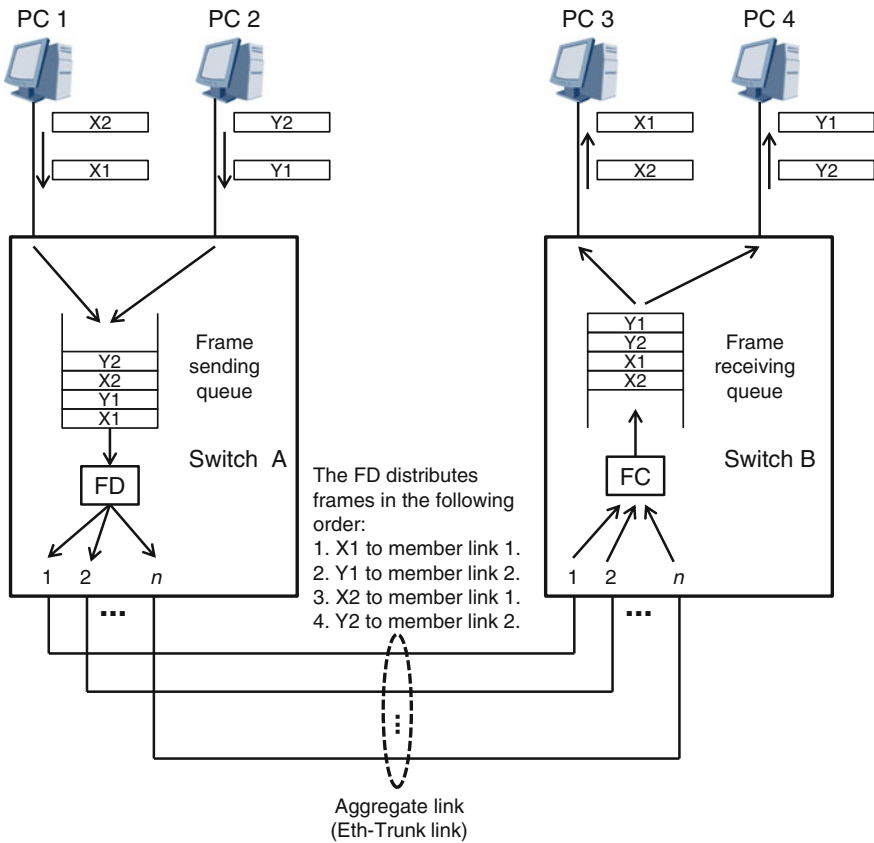 PC 1
PC 2
PC 3
PC 4
X2
X1
Y2
Y1
X1
X2
Y1
Y2
Y2
X2
Y1
X1
Frame
sending
queue
FD
Switch A
1
2
...
n
The FD distributes
frames in the following
order:
1. X1 to member link 1.
2. Y1 to member link 2.
3. X2 to member link 1.
4. Y2 to member link 2.
Y1
Y2
X1
X2
Frame
receiving
queue
FC
Switch B
1
2
...
n
...
Aggregate link
(Eth-Trunk link)